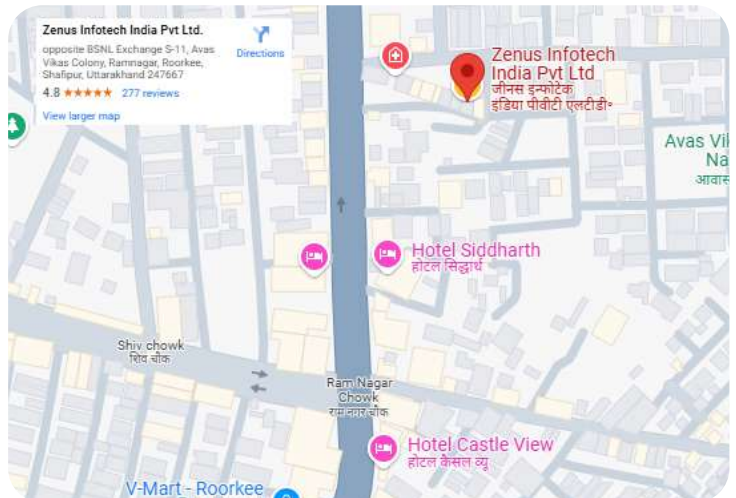 Zenus Infotech India Pvt Ltd.
Directions
opposite BSNL Exchange S-11, Avas
Vikas Colony, Ramnagar, Roorkee,
Shafipur, Uttarakhand 247667
4.8 ★★★★★ 277 reviews
View larger map
Zenus Infotech
India Pvt Ltd
जीनस इन्फोटेक
इंडिया पीवीटी एलटीडी॰
Avas Vi
Na
आवास
Hotel Siddharth
होटल सिद्धार्थ
Shiv chowk
शिव चौक
Ram Nagar
Chowk
राम नगर चौक
Hotel Castle View
होटल कैसल व्यू
V-Mart - Roorkee